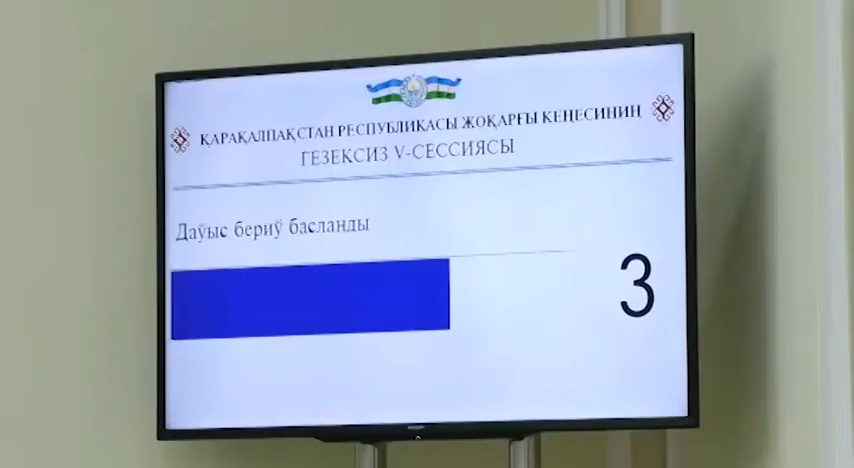 ҚАРАҚАЛПАҚСТАН РЕСПУБЛИКАСЫ ЖОҚАРҒЫ КЕҢЕСИНИҢ
ГЕЗЕКСИЗ V-СЕССИЯСЫ
Даўыс бериў басланды
3